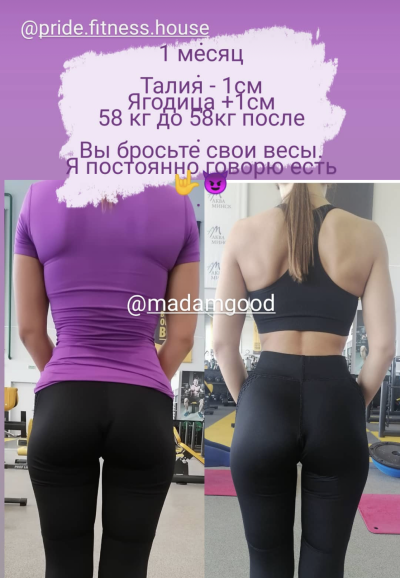 @pride.fitness.house
1 месяц
.
Талия - 1см
Ягодица +1см
58 кг до 58кг после
.
Вы бросьте свои весы.
Я постоянно говорю есть
🤟😈
@madamgood